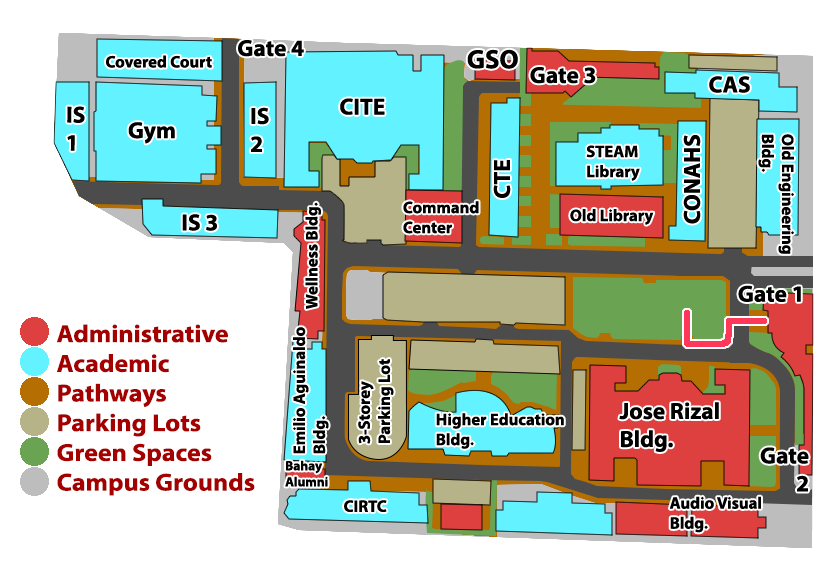 Gate 4
Covered Court
GSO
Gate 3
CAS
IS
1
Gym
IS
2
CITE
CTE
STEAM
Library
CONAHS
Old Engineering
Bldg.
Old Library
Command
Center
IS 3
Wellness Bldg.
Gate 1
Administrative
Academic
Pathways
Parking Lots
Green Spaces
Campus Grounds
Emilio Aguinaldo
Bldg.
3-Storey
Parking Lot
Higher Education
Bldg.
Jose Rizal
Bldg.
Gate
2
Bahay
Alumni
CIRTC
Audio Visual
Bldg.